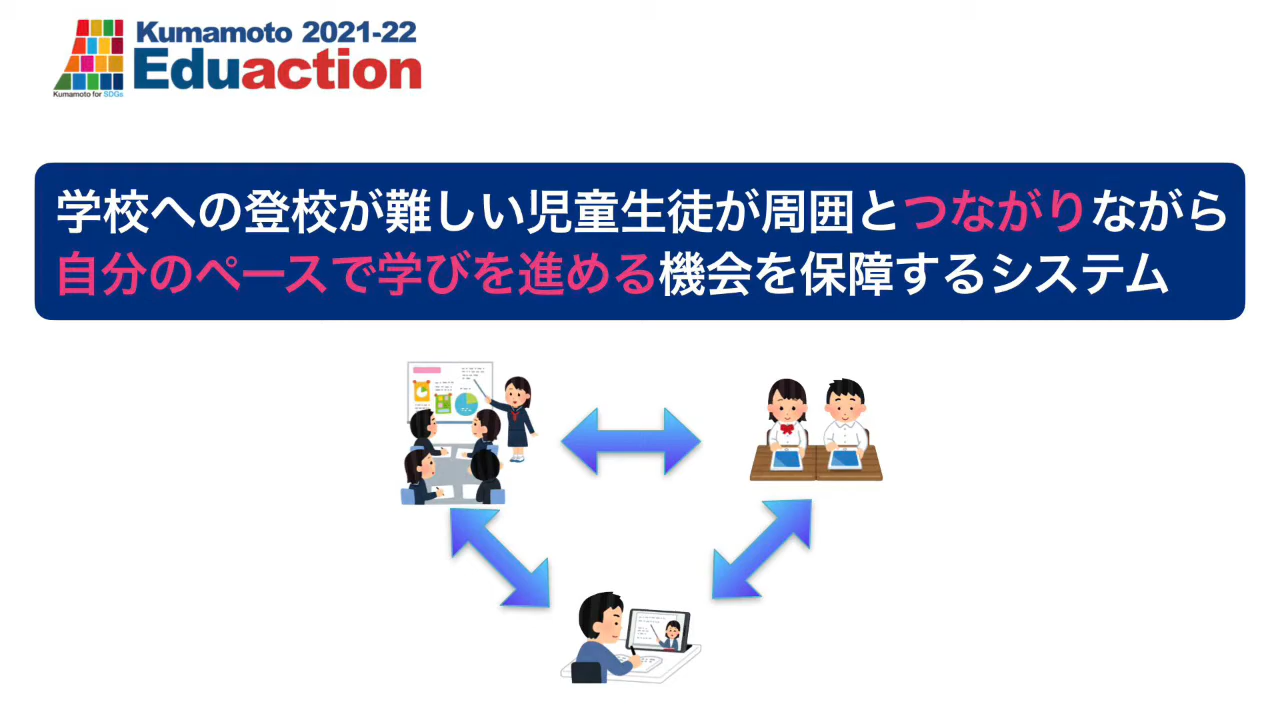 Kumamoto 2021-22
Eduaction
Kumamoto for SDGs
学校への登校が難しい児童生徒が周囲とつながりながら
自分のペースで学びを進める機会を保障するシステム